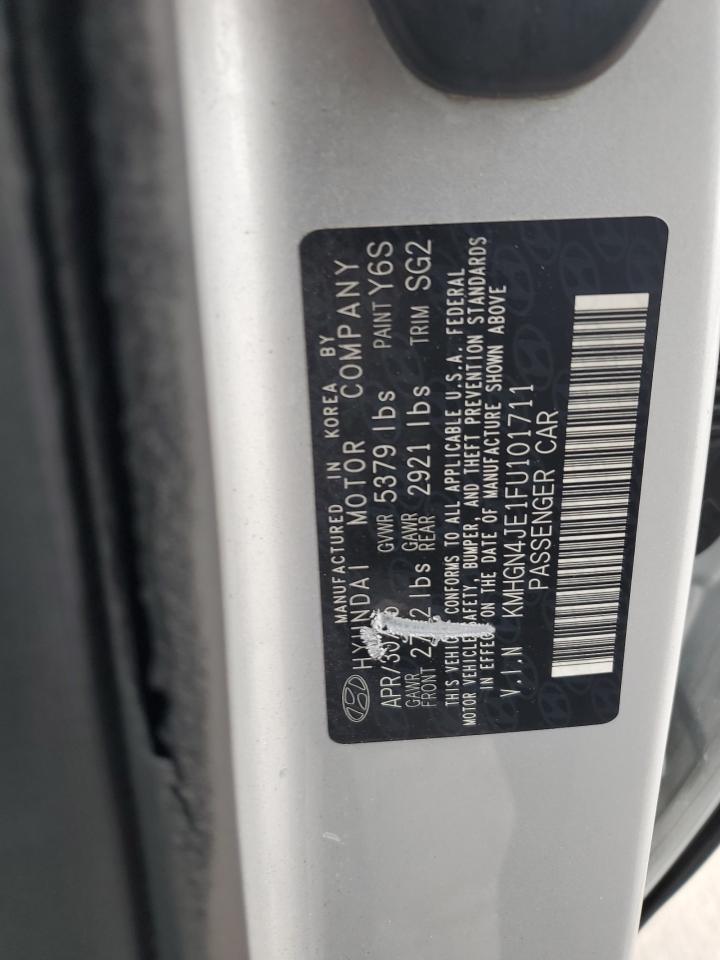 MANUFACTURED IN KOREA BY
HYUNDAI MOTOR COMPANY
GVWR 5379 lbs PAINT Y6S
GAWR FRONT lbs GAWR REAR 2921 lbs TRIM SG2
THIS VEHICLE CONFORMS TO ALL APPLICABLE U.S.A. FEDERAL
MOTOR VEHICLE SAFETY, BUMPER, AND THEFT PREVENTION STANDARDS
IN EFFECT ON THE DATE OF MANUFACTURE SHOWN ABOVE
V.I.N KMHGN4JE1FU101711
PASSENGER CAR